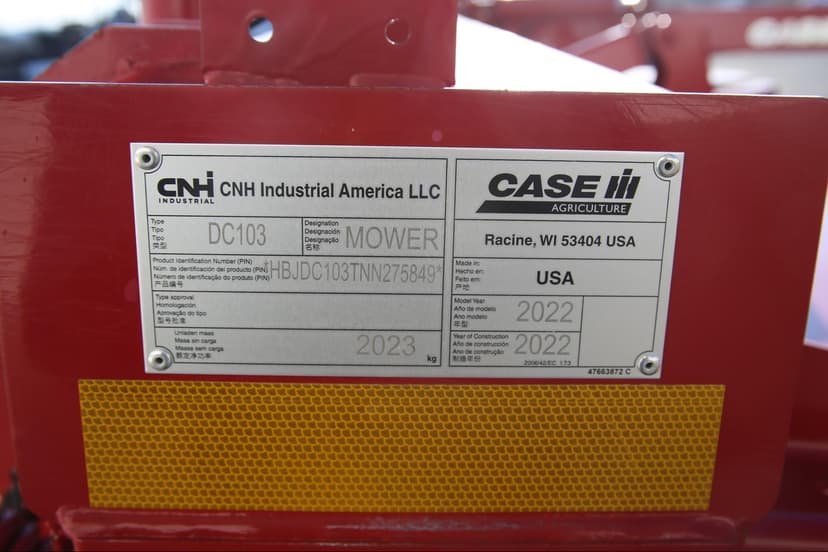 CNH INDUSTRIAL CNH Industrial America LLC
Type
Tipo
Tipo
类型
DC103
Designation
Designación
Designação
名称
MOWER
Product Identification Number (PIN)
Núm. de identificación del producto (PIN)
Número de identificação do produto (PIN)
产品编号
*HBJDC103TNN275849*
Type approval
Homologación
Aprovação do tipo
型号批准
Unladen mass
Masa sin carga
Massa sem carga
额定净功率
2023 kg
CASE IH
AGRICULTURE
Racine, WI 53404 USA
Made in:
Hecho en:
Feito em:
产地
USA
Model Year
Año de modelo
Ano modelo
年型
2022
Year of Construction
Año de construcción
Ano de construção
制造年份
2022
2006/42/EC 173
47663872 C